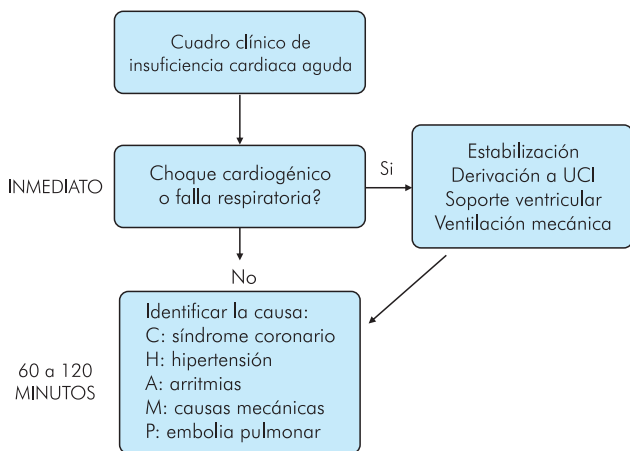 Cuadro clínico de
insuficiencia cardiaca aguda
INMEDIATO
Choque cardiogénico
o falla respiratoria?
Si
Estabilización
Derivación a UCI
Soporte ventricular
Ventilación mecánica
No
60 a 120
MINUTOS
Identificar la causa:
C: síndrome coronario
H: hipertensión
A: arritmias
M: causas mecánicas
P: embolia pulmonar